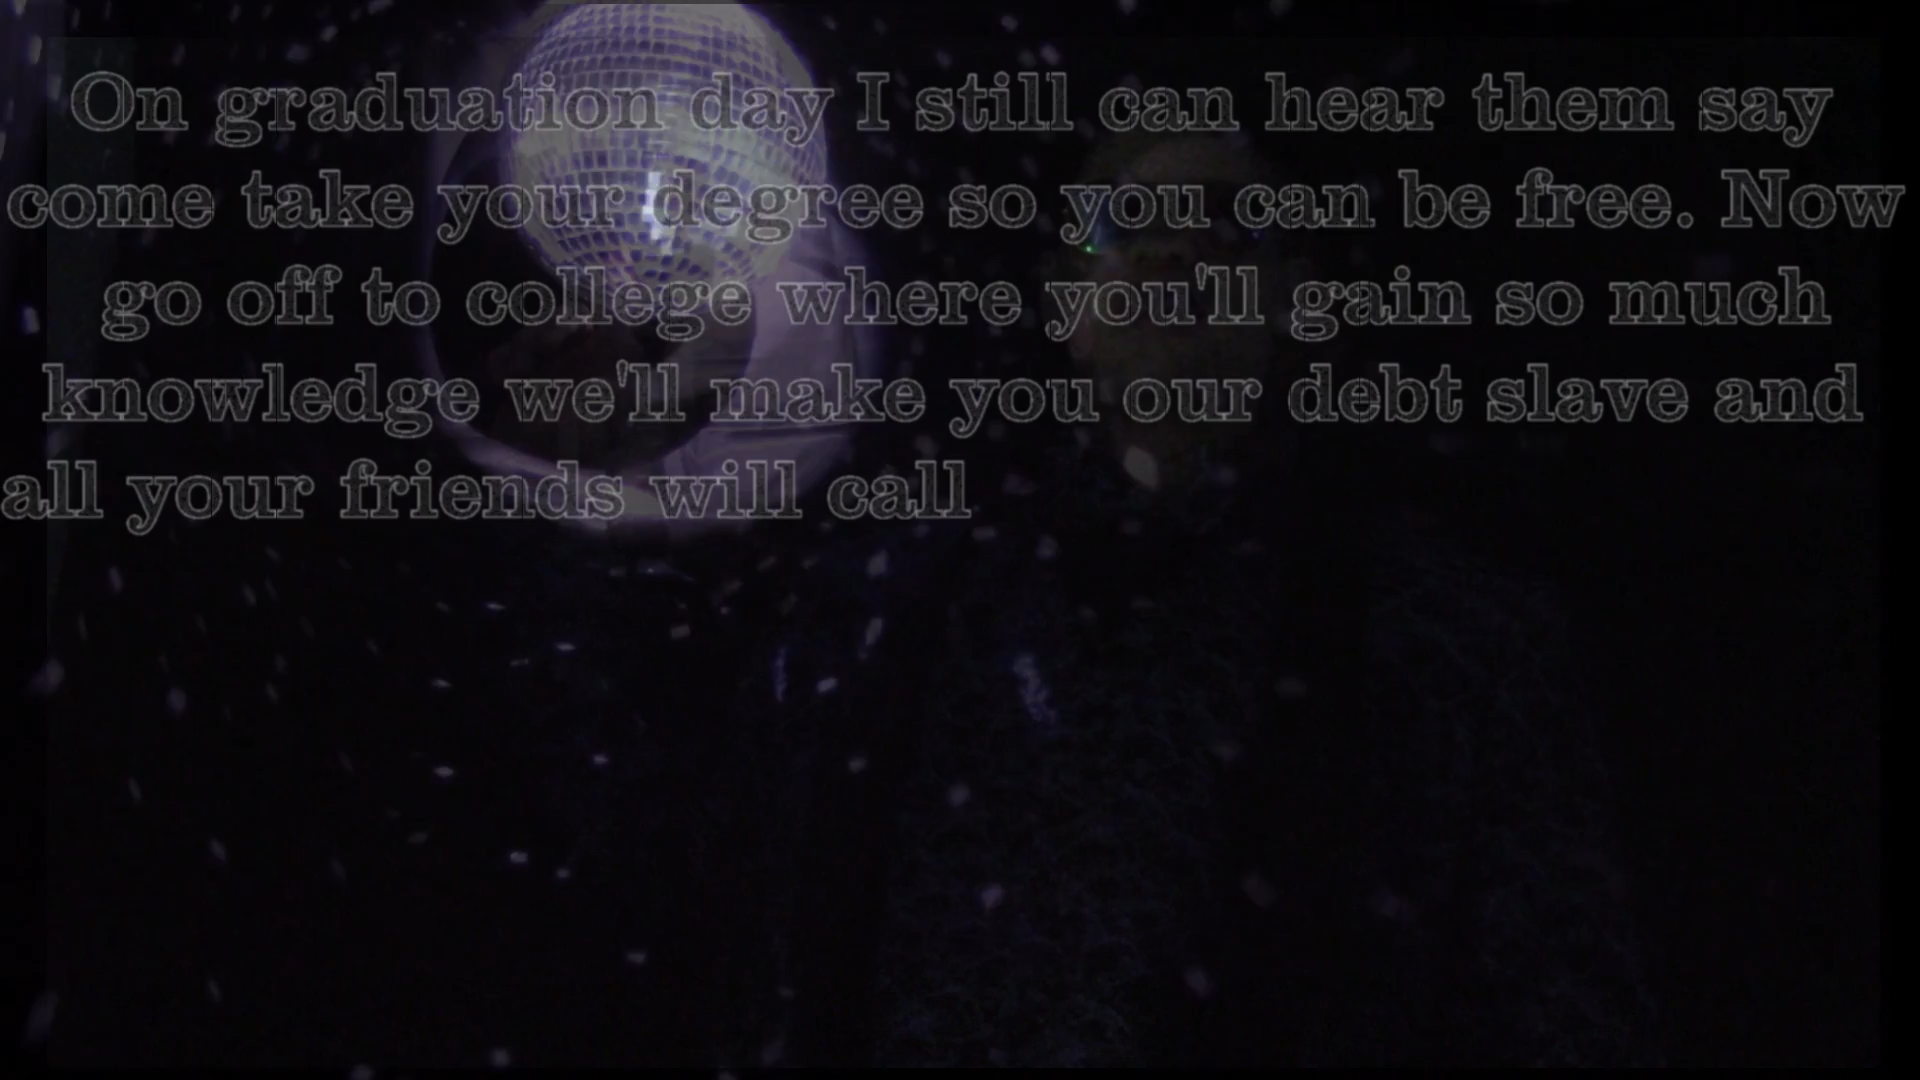 On graduation day I still can hear them say
come take your degree so you can be free. Now
go off to college where you'll gain so much
knowledge we'll make you our debt slave and
all your friends will call